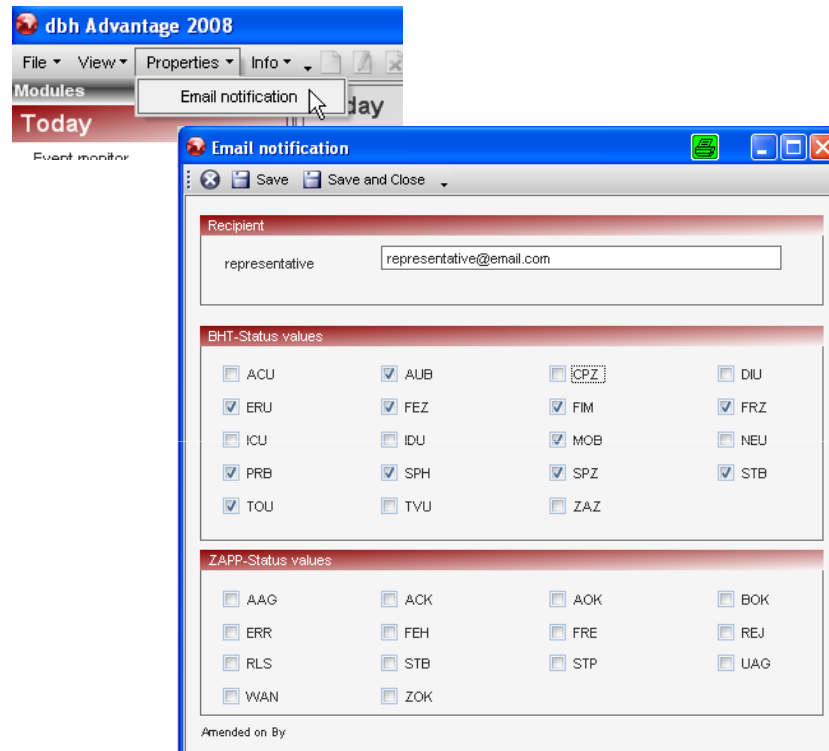 dbh Advantage 2008
File View Properties Info
Modules
Email notification
day
Today
Event monitor
Email notification
Save Save and Close
Recipient
representative representative@email.com
BHT-Status values
ACU AUB CPZ DIU
ERU FEZ FIM FRZ
ICU IDU MOB NEU
PRB SPH SPZ STB
TOU TVU ZAZ
ZAPP-Status values
AAG ACK AOK BOK
ERR FEH FRE REJ
RLS STB STP UAG
WAN ZOK
Amended on By